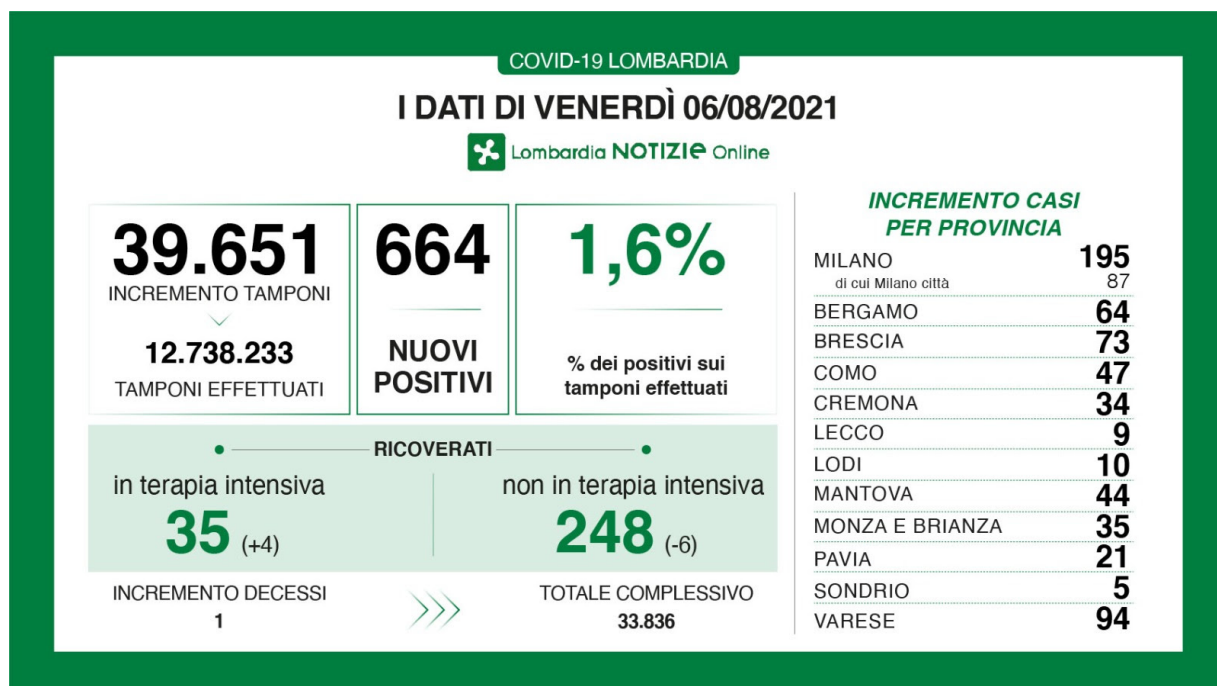 COVID-19 LOMBARDIA
I DATI DI VENERDÌ 06/08/2021
Lombardia NOTIZIE Online
39.651
INCREMENTO TAMPONI
12.738.233
TAMPONI EFFETTUATI
664
NUOVI
POSITIVI
1,6%
% dei positivi sui
tamponi effettuati
RICOVERATI
in terapia intensiva
35 (+4)
non in terapia intensiva
248 (-6)
INCREMENTO DECESSI
1
TOTALE COMPLESSIVO
33.836
INCREMENTO CASI
PER PROVINCIA
MILANO 195
di cui Milano città 87
BERGAMO 64
BRESCIA 73
COMO 47
CREMONA 34
LECCO 9
LODI 10
MANTOVA 44
MONZA E BRIANZA 35
PAVIA 21
SONDRIO 5
VARESE 94